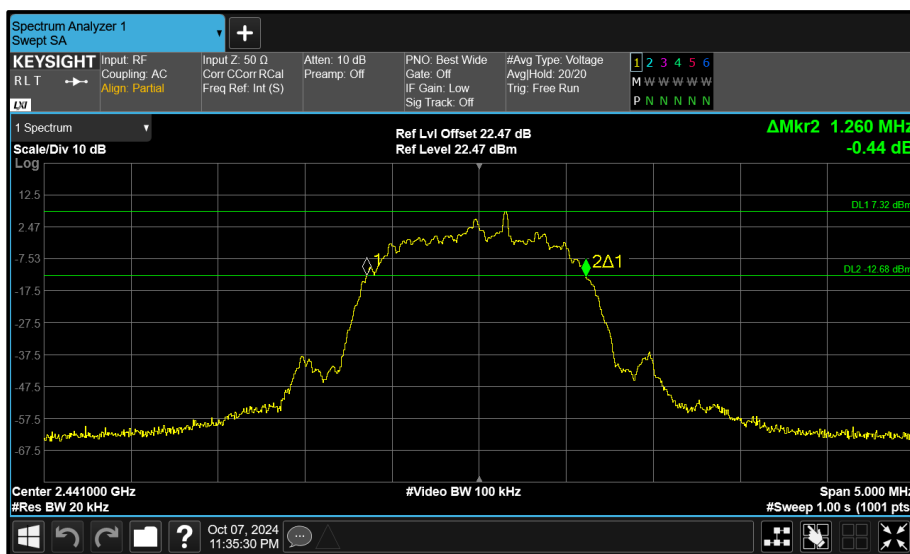 Spectrum Analyzer 1
Swept SA
+
KEYSIGHT
R L T
LXI
Input: RF
Coupling: AC
Align: Partial
Input Z: 50 Ω
Corr CCorr RCal
Freq Ref: Int (S)
Atten: 10 dB
Preamp: Off
PNO: Best Wide
Gate: Off
IF Gain: Low
Sig Track: Off
#Avg Type: Voltage
Avg|Hold: 20/20
Trig: Free Run
1 2 3 4 5 6
M W W W W W
P N N N N N
1 Spectrum
Scale/Div 10 dB
Log
Ref Lvl Offset 22.47 dB
Ref Level 22.47 dBm
ΔMkr2 1.260 MHz
-0.44 dB
12.5
2.47
-7.53
-17.5
-27.5
-37.5
-47.5
-57.5
-67.5
DL1 7.32 dBm
DL2 -12.68 dBm
1
2Δ1
Center 2.441000 GHz
#Res BW 20 kHz
#Video BW 100 kHz
Span 5.000 MHz
#Sweep 1.00 s (1001 pts
?
Oct 07, 2024
11:35:30 PM